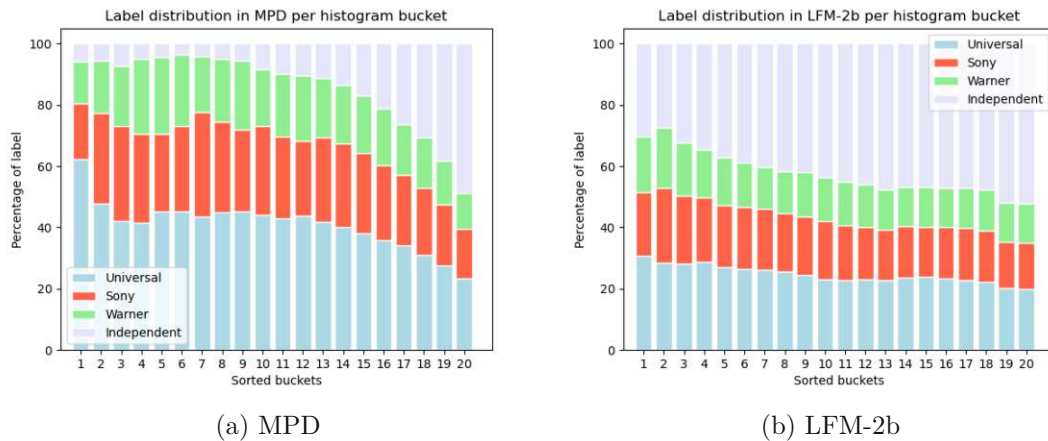 Label distribution in MPD per histogram bucket
Percentage of label
100
80
60
40
20
0
Universal
Sony
Warner
Independent
1 2 3 4 5 6 7 8 9 10 11 12 13 14 15 16 17 18 19 20
Sorted buckets
(a) MPD
Label distribution in LFM-2b per histogram bucket
Percentage of label
100
80
60
40
20
0
Universal
Sony
Warner
Independent
1 2 3 4 5 6 7 8 9 10 11 12 13 14 15 16 17 18 19 20
Sorted buckets
(b) LFM-2b